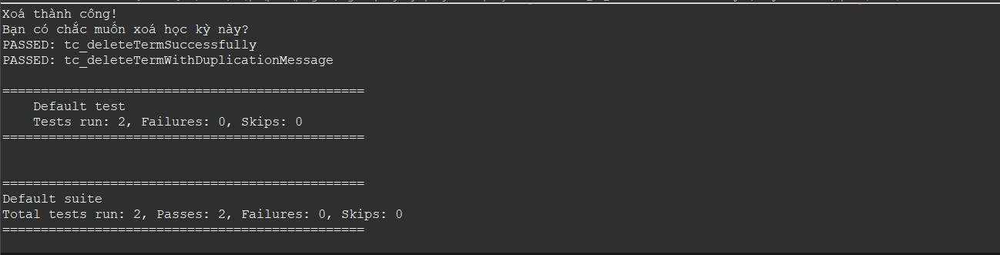 Xoá thành công!
Bạn có chắc muốn xoá học kỳ này?
PASSED: tc_deleteTermSuccessfully
PASSED: tc_deleteTermWithDuplicationMessage
===============================================
Default test
Tests run: 2, Failures: 0, Skips: 0
===============================================
===============================================
Default suite
Total tests run: 2, Passes: 2, Failures: 0, Skips: 0
===============================================